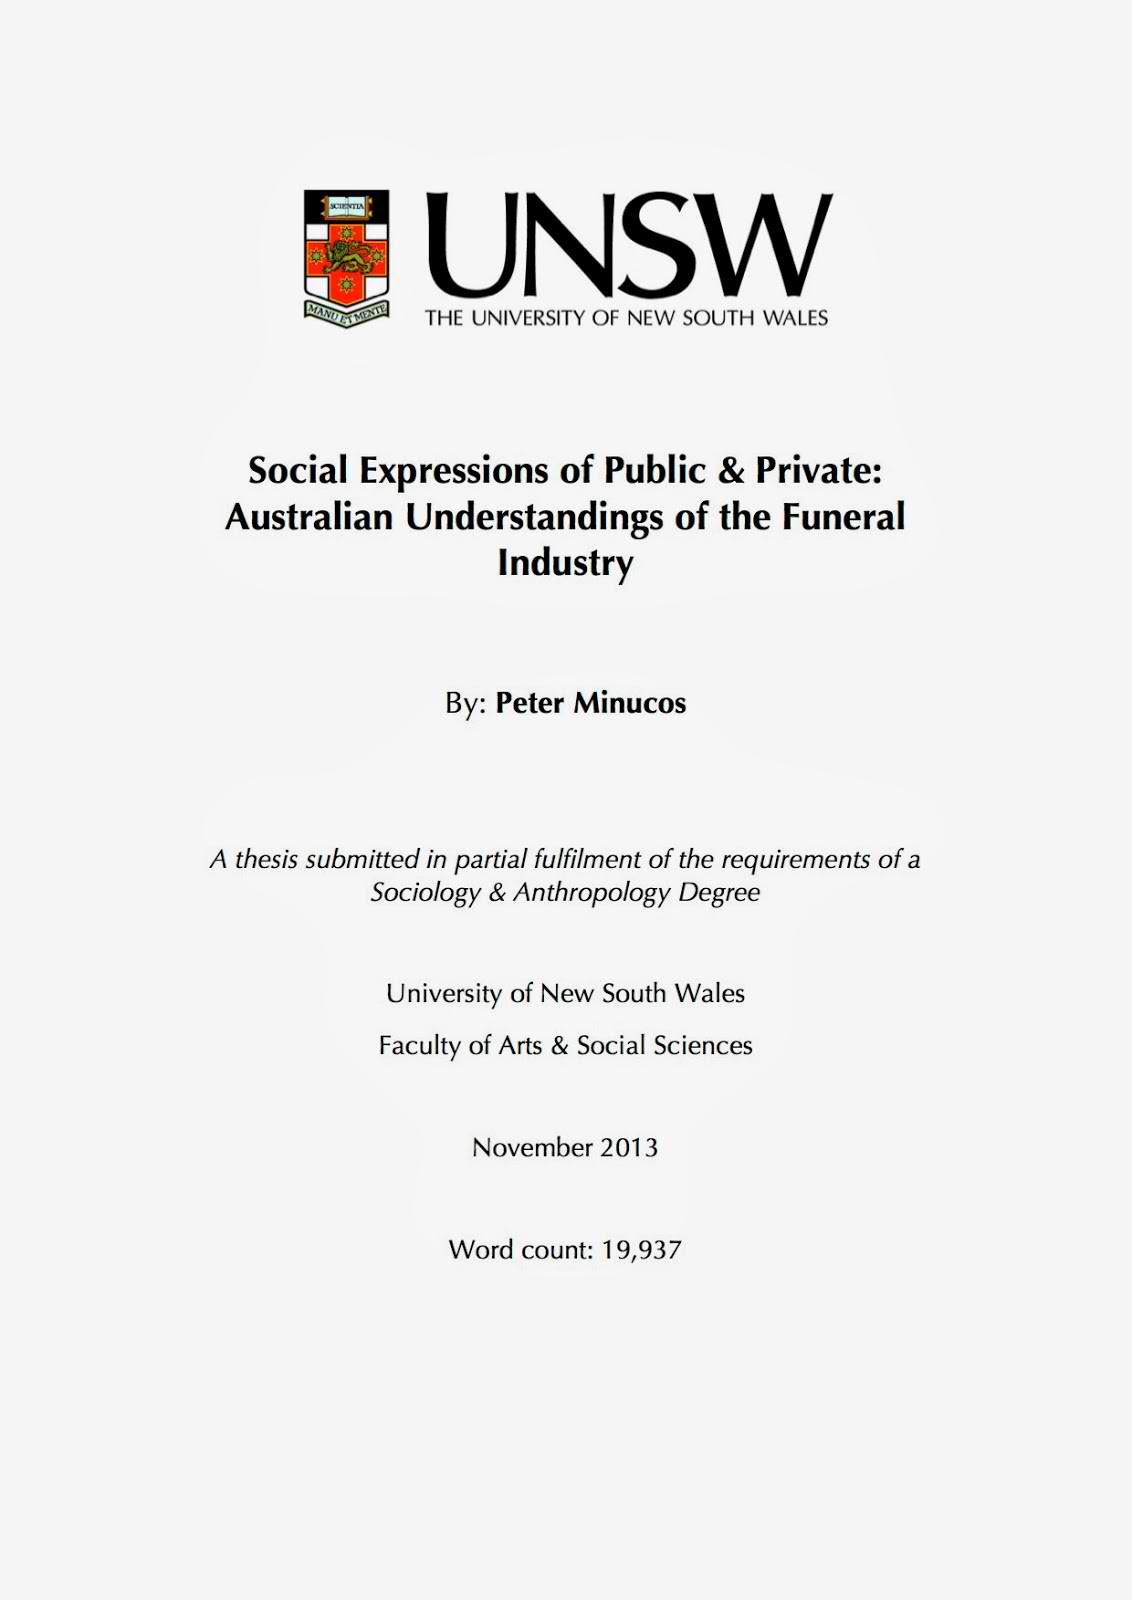 SCIENTIA
MANU ET MENTE
UNSW
THE UNIVERSITY OF NEW SOUTH WALES
Social Expressions of Public & Private:
Australian Understandings of the Funeral
Industry
By: Peter Minucos
A thesis submitted in partial fulfilment of the requirements of a
Sociology & Anthropology Degree
University of New South Wales
Faculty of Arts & Social Sciences
November 2013
Word count: 19,937